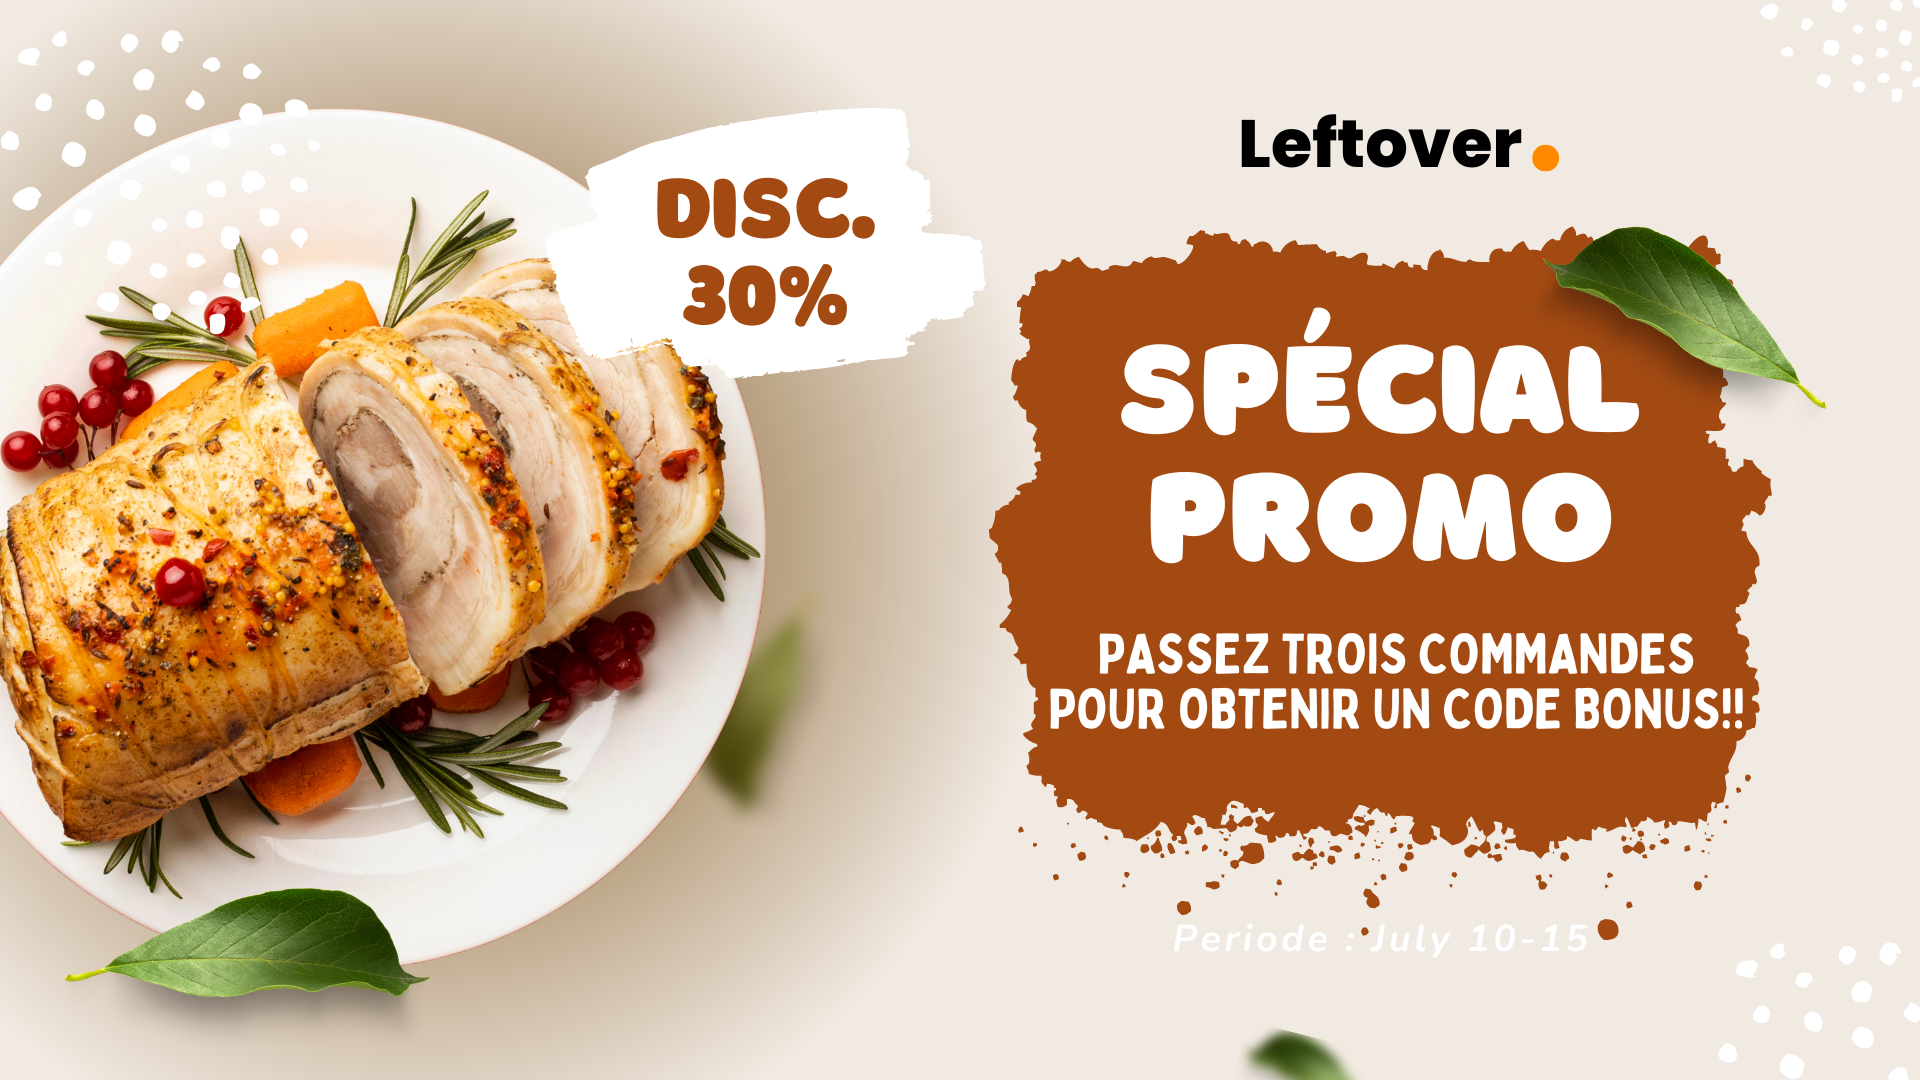 Leftover.
DISC.
30%
SPÉCIAL
PROMO
PASSEZ TROIS COMMANDES
POUR OBTENIR UN CODE BONUS!!
Periode : July 10-15